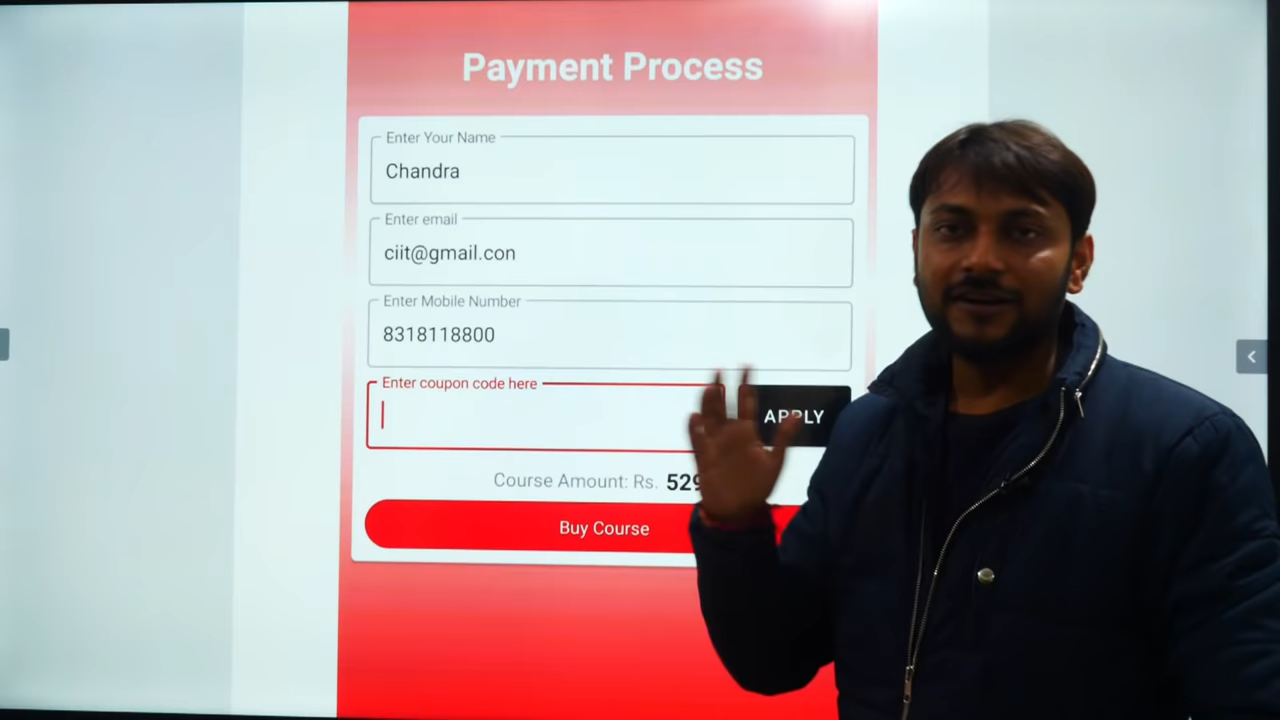 Payment Process
Enter Your Name
Chandra
Enter email
ciit@gmail.con
Enter Mobile Number
8318118800
Enter coupon code here
APPLY
Course Amount: Rs. 529
Buy Course